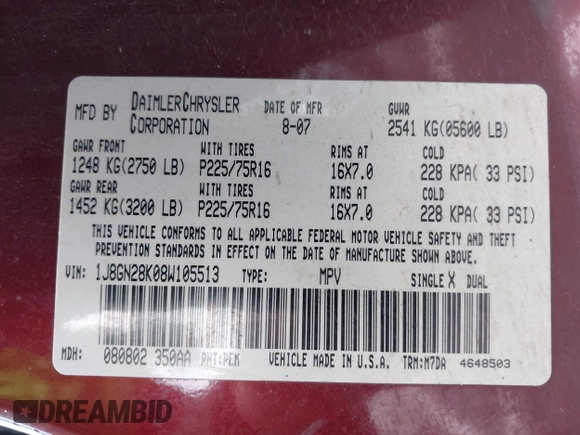 MFD BY DAIMLERCHRYSLER CORPORATION DATE OF MFR 8-07 GVWR 2541 KG(05600 LB)
GAWR FRONT WITH TIRES RIMS AT COLD
1248 KG(2750 LB) P225/75R16 16X7.0 228 KPA( 33 PSI)
GAWR REAR WITH TIRES RIMS AT COLD
1452 KG(3200 LB) P225/75R16 16X7.0 228 KPA( 33 PSI)
THIS VEHICLE CONFORMS TO ALL APPLICABLE FEDERAL MOTOR VEHICLE SAFETY AND THEFT
PREVENTION STANDARDS IN EFFECT ON THE DATE OF MANUFACTURE SHOWN ABOVE.
VIN: 1J8GN28K08W105513 TYPE: MPV SINGLE X DUAL
MDH: 080802 350AA PNT:PEK VEHICLE MADE IN U.S.A. TRM:M7DA 4648503
DREAMBID